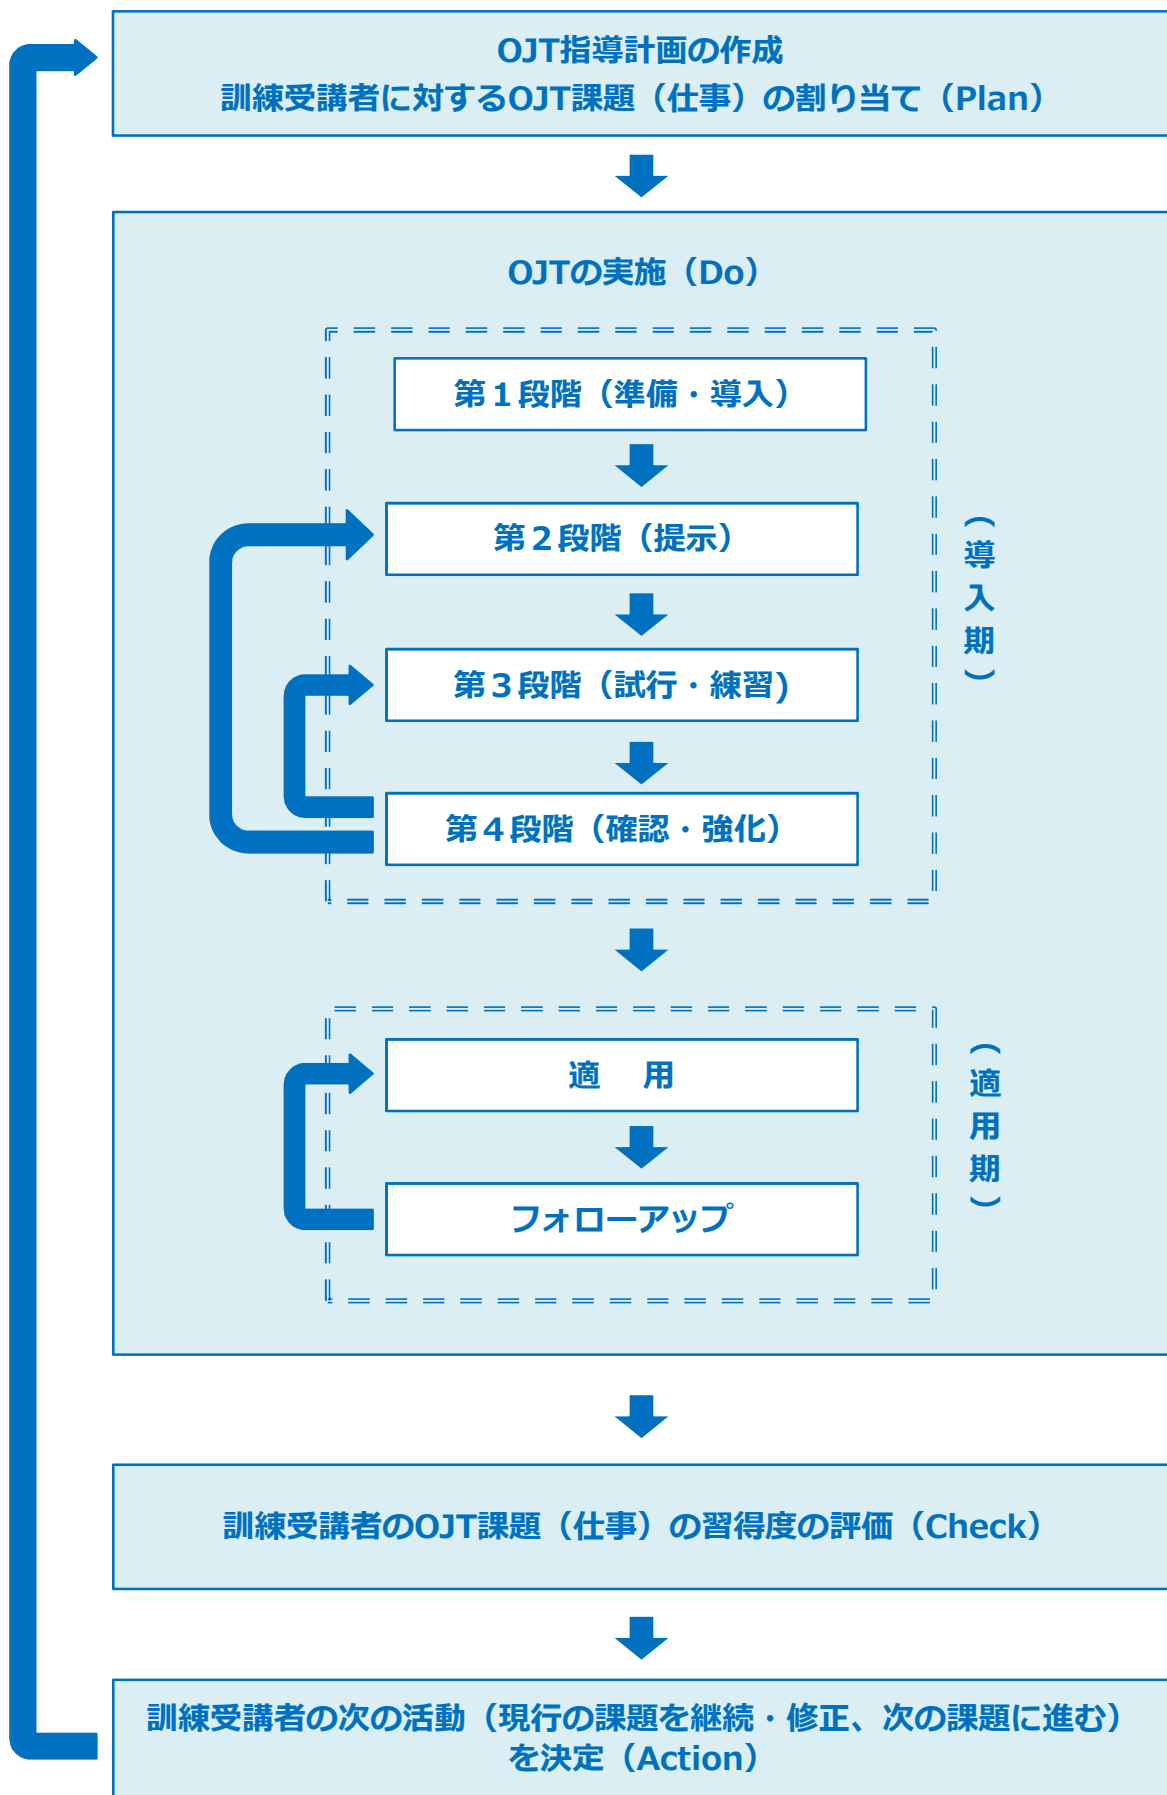 OJT指導計画の作成
訓練受講者に対するOJT課題（仕事）の割り当て（Plan）
OJTの実施（Do）
第１段階（準備・導入）
第２段階（提示）
第３段階（試行・練習)
第４段階（確認・強化）
（導入期）
適　用
フォローアップ
（適用期）
訓練受講者のOJT課題（仕事）の習得度の評価（Check）
訓練受講者の次の活動（現行の課題を継続・修正、次の課題に進む）
を決定（Action）